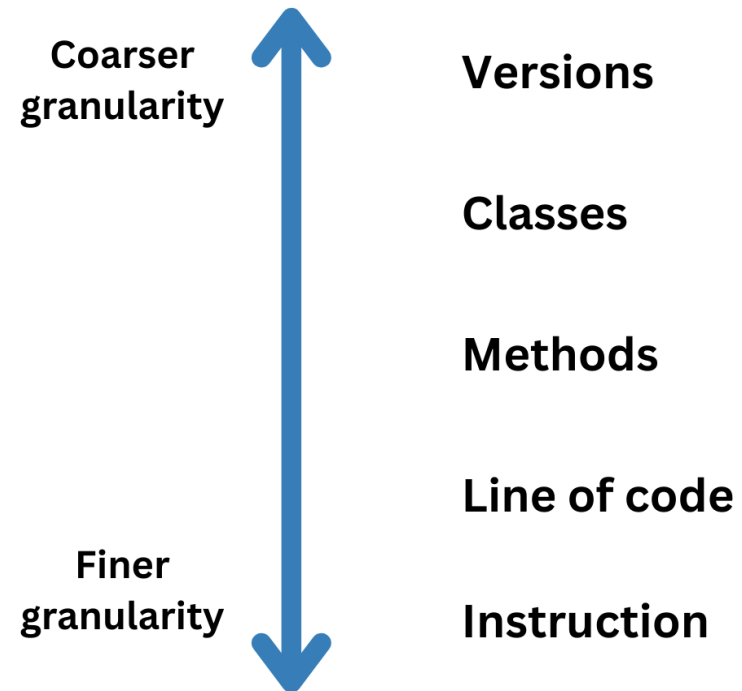 Coarser
granularity
Versions
Classes
Methods
Line of code
Finer
granularity
Instruction